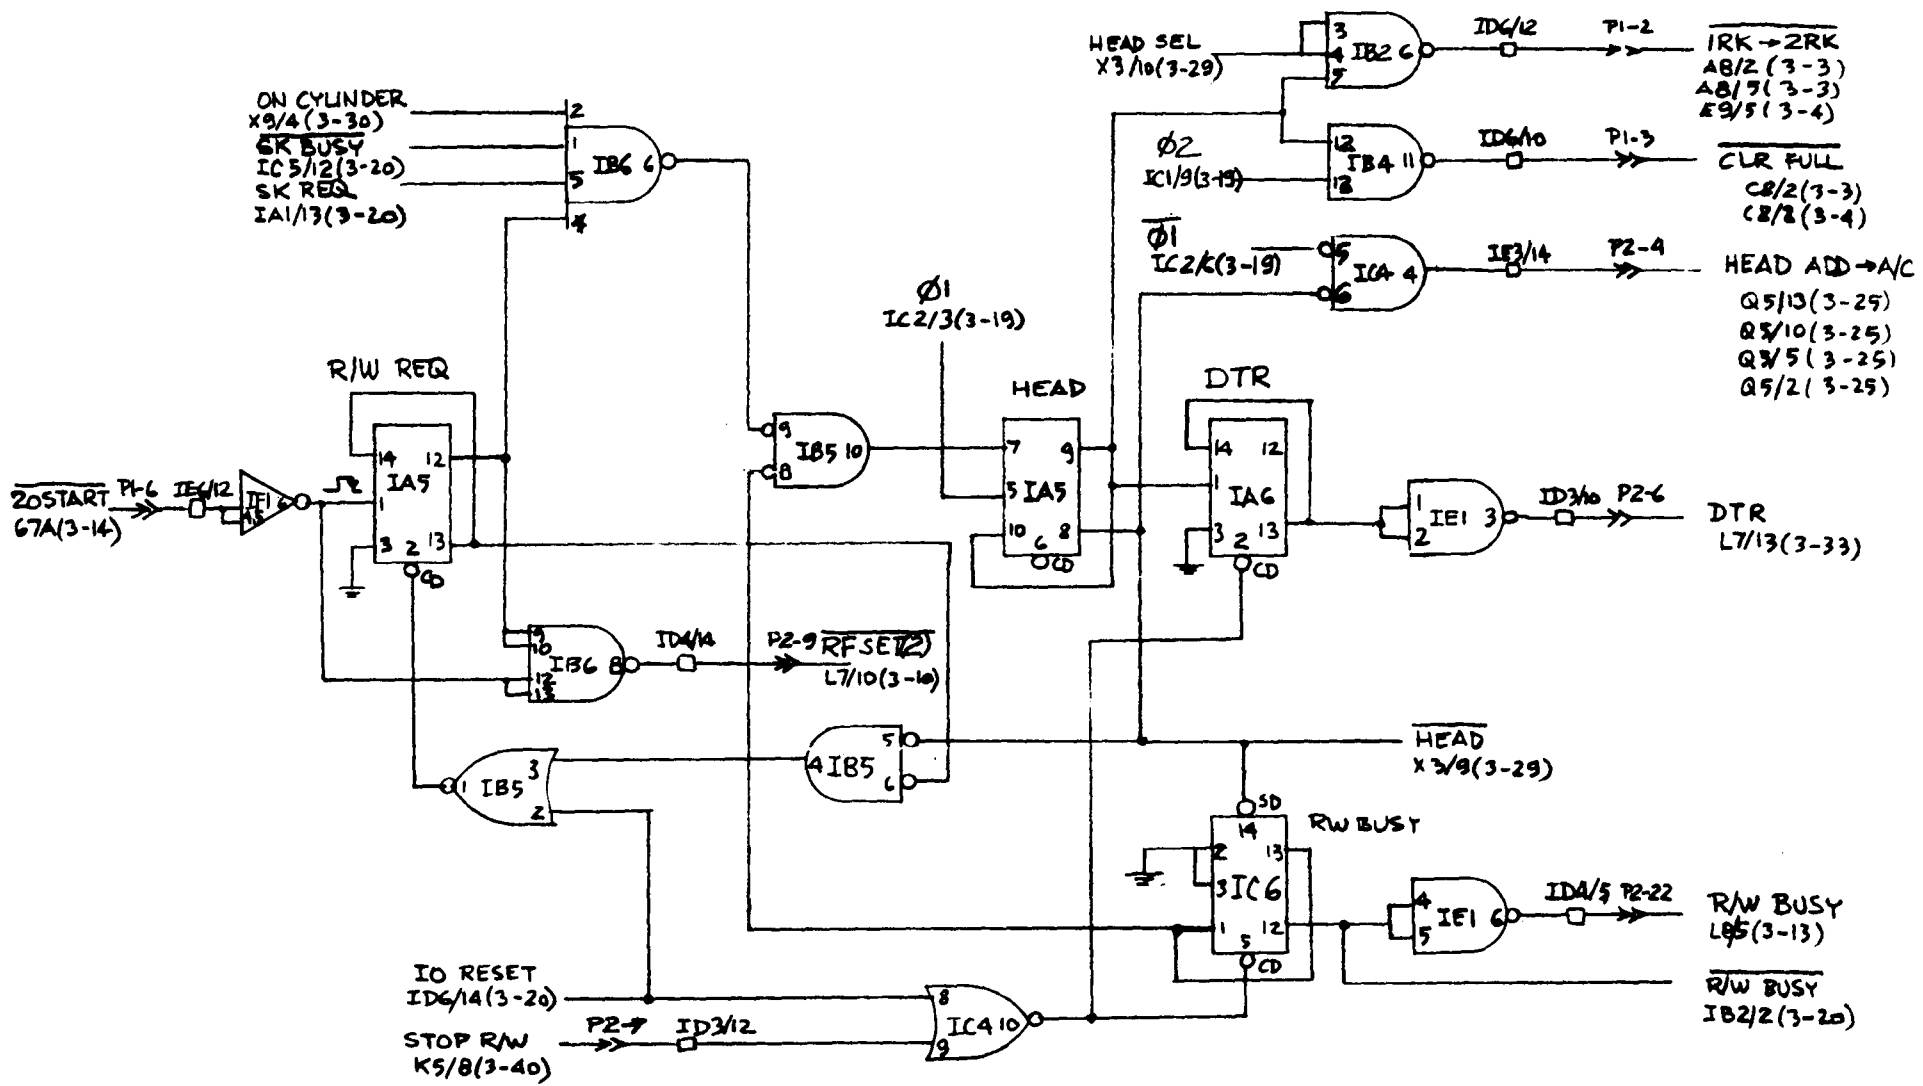 HEAD SEL
X3/10(3-29)
3
4
5
IB2 6
ID6/12
P1-2
1RK→2RK
A8/2 (3-3)
A8/5 (3-3)
E9/5 (3-4)
ON CYLINDER
X9/4(3-30)
SK BUSY
IC5/12(3-20)
SK REQ
IA1/13(3-20)
2
1
5
4
IB6 6
Ø2
IC1/9(3-19)
12
13
IB4 11
ID6/10
P1-3
CLR FULL
C8/2(3-3)
C8/8(3-4)
Ø1
IC2/6(3-19)
5
6
IC4 4
IE3/14
P2-4
HEAD ADD→A/C
Q5/13(3-25)
Q5/10(3-25)
Q5/5 (3-25)
Q5/2 (3-25)
Ø1
IC2/3(3-19)
R/W REQ
14 12
IA5
1
3 2 13
CD
20START
67A(3-14)
P1-6
IE6/12
IF1 6
9
8
IB5 10
HEAD
7 9
5 IA5
10 8
6
CD
DTR
14 12
1
IA6
3 2 13
CD
1
2
IE1 3
ID3/10
P2-6
DTR
L7/13(3-33)
9
10
12
13
IB6 8
ID4/14
P2-9
RFSET(2)
L7/10(3-10)
5
4 IB5
6
3
1 IB5
2
HEAD
X3/9(3-29)
SD
14
RW BUSY
2 13
3 IC6
1 12
5
CD
4
5
IE1 6
ID4/5
P2-22
R/W BUSY
L8/5(3-13)
R/W BUSY
IB2/2(3-20)
IO RESET
ID6/14(3-20)
STOP R/W
K5/8(3-40)
P2-7
ID3/12
8
IC4 10
9